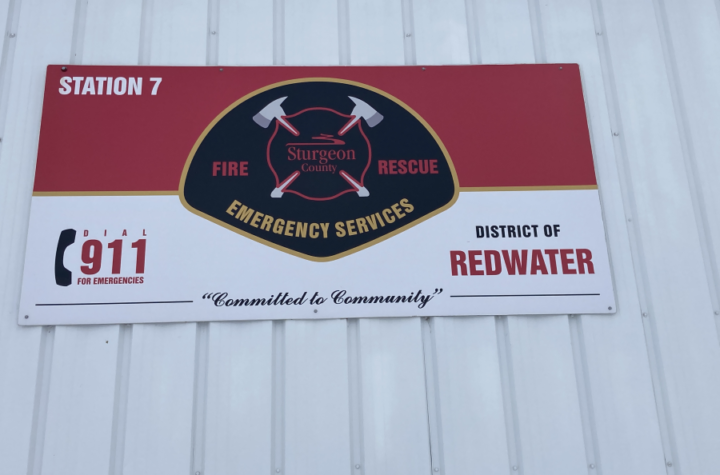 STATION 7
Sturgeon
County
FIRE
RESCUE
EMERGENCY SERVICES
DIAL
911
FOR EMERGENCIES
DISTRICT OF
REDWATER
"Committed to Community"